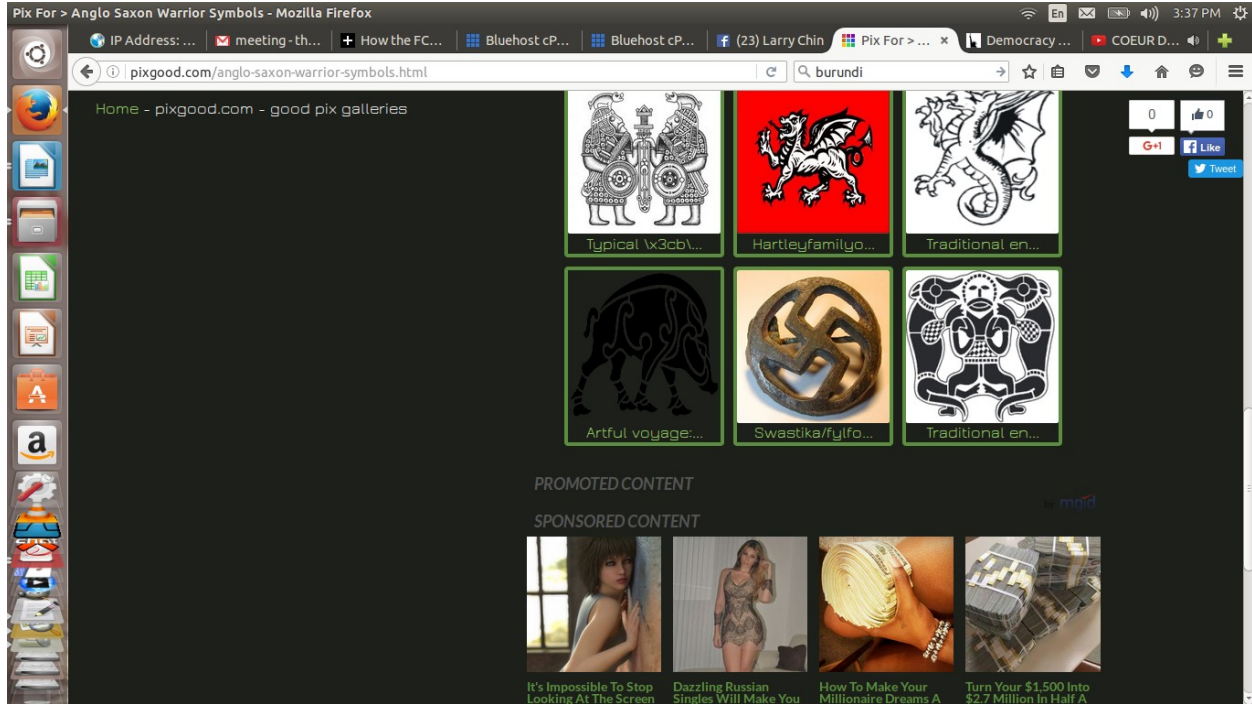 Pix For > Anglo Saxon Warrior Symbols - Mozilla Firefox
En
3:37 PM
IP Address: ...
meeting - th...
How the FC...
Bluehost cP...
Bluehost cP...
(23) Larry Chin
Pix For > ...
Democracy ...
COEUR D...
pixgood.com/anglo-saxon-warrior-symbols.html
burundi
Home - pixgood.com - good pix galleries
0
0
G+1
Like
Tweet
Typical \x3cb\...
Hartleyfamilyo...
Traditional en...
Artful voyage:...
Swastika/fylfo...
Traditional en...
PROMOTED CONTENT
mgid
SPONSORED CONTENT
It's Impossible To Stop
Looking At The Screen
Dazzling Russian
Singles Will Make You
How To Make Your
Millionaire Dreams A
Turn Your $1,500 Into
$2.7 Million In Half A